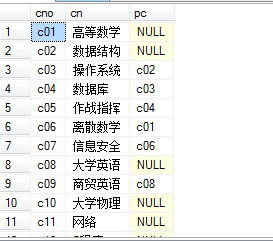 cno cn pc
1 c01 高等数学 NULL
2 c02 数据结构 NULL
3 c03 操作系统 c02
4 c04 数据库 c03
5 c05 作战指挥 c04
6 c06 离散数学 c01
7 c07 信息安全 c06
8 c08 大学英语 NULL
9 c09 商贸英语 c08
10 c10 大学物理 NULL
11 c11 网络 NULL